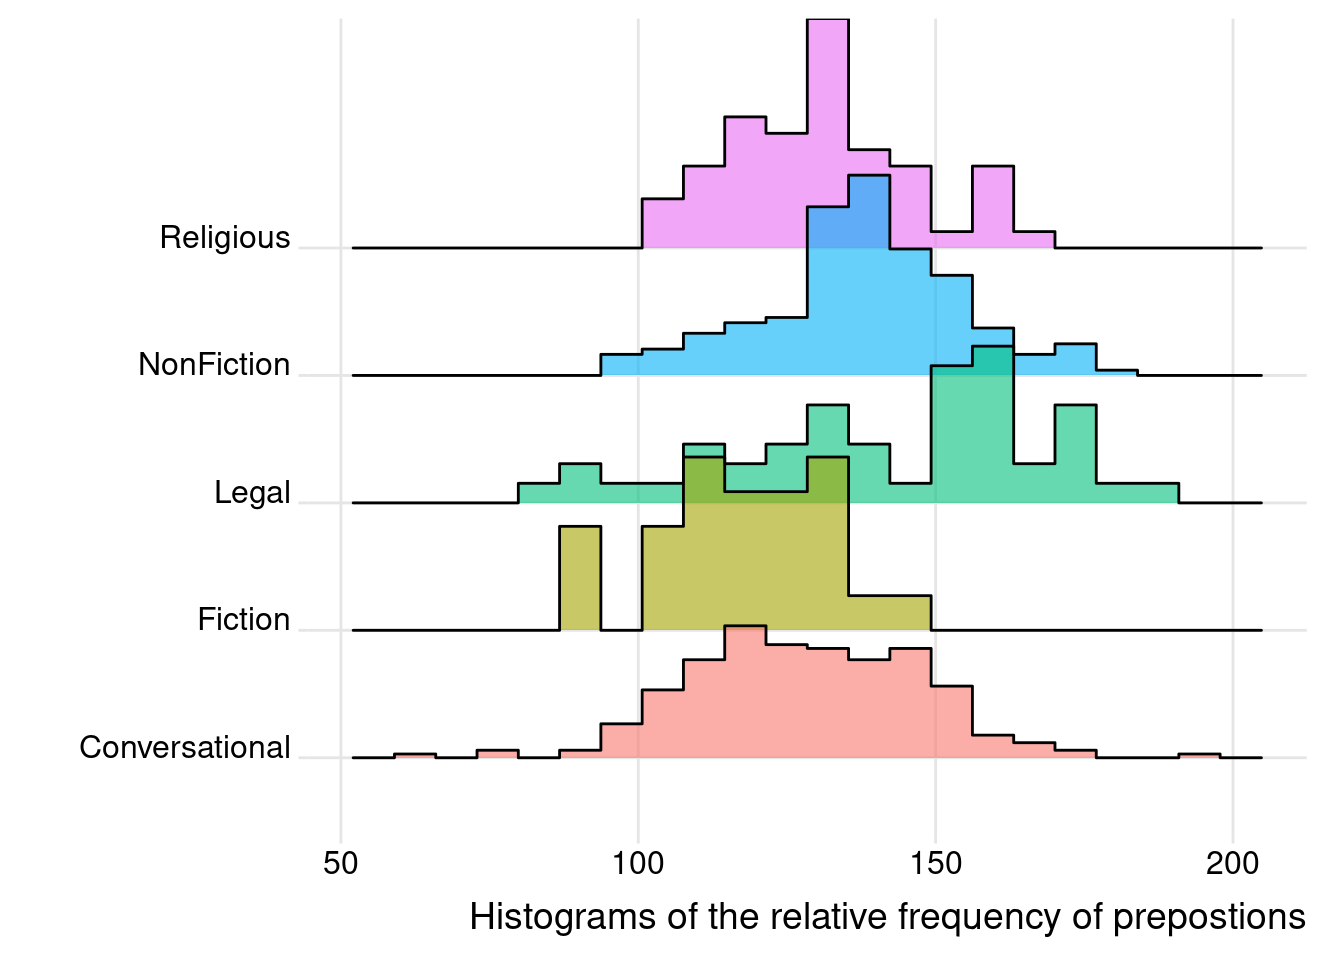 Religious
NonFiction
Legal
Fiction
Conversational
50 100 150 200
Histograms of the relative frequency of prepostions